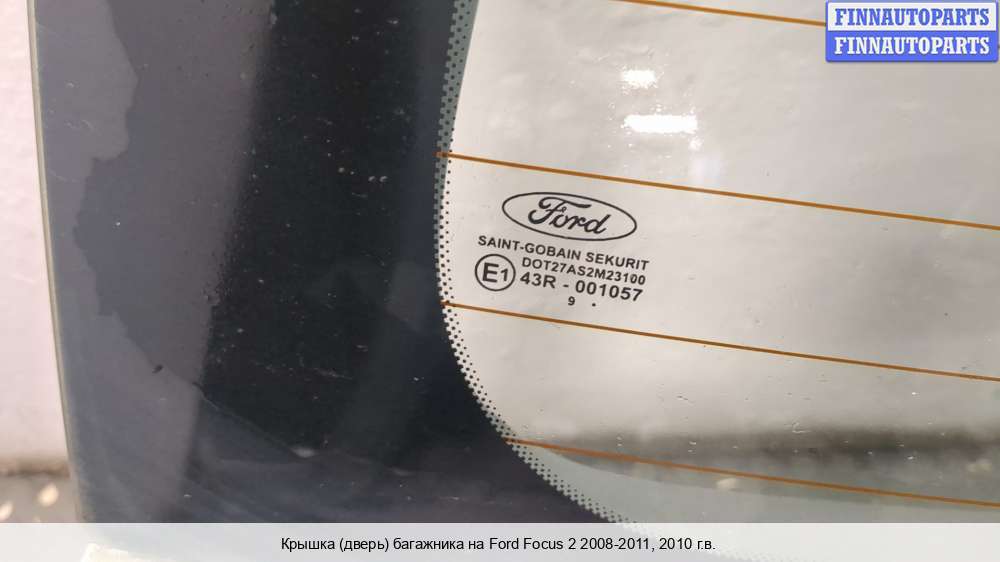 FINNAUTOPARTS
FINNAUTOPARTS
Ford
SAINT-GOBAIN SEKURIT
DOT27AS2M23100
E1 43R - 001057
9 .
Крышка (дверь) багажника на Ford Focus 2 2008-2011, 2010 г.в.